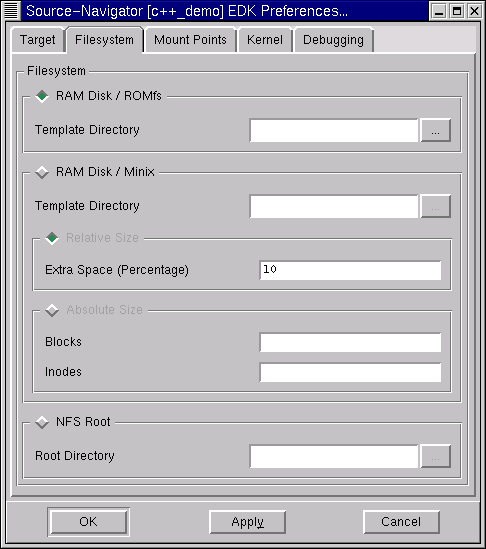 Source-Navigator [c++_demo] EDK Preferences...
Target Filesystem Mount Points Kernel Debugging
Filesystem
RAM Disk / ROMfs
Template Directory ...
RAM Disk / Minix
Template Directory ...
Relative Size
Extra Space (Percentage) 10
Absolute Size
Blocks
Inodes
NFS Root
Root Directory ...
OK Apply Cancel